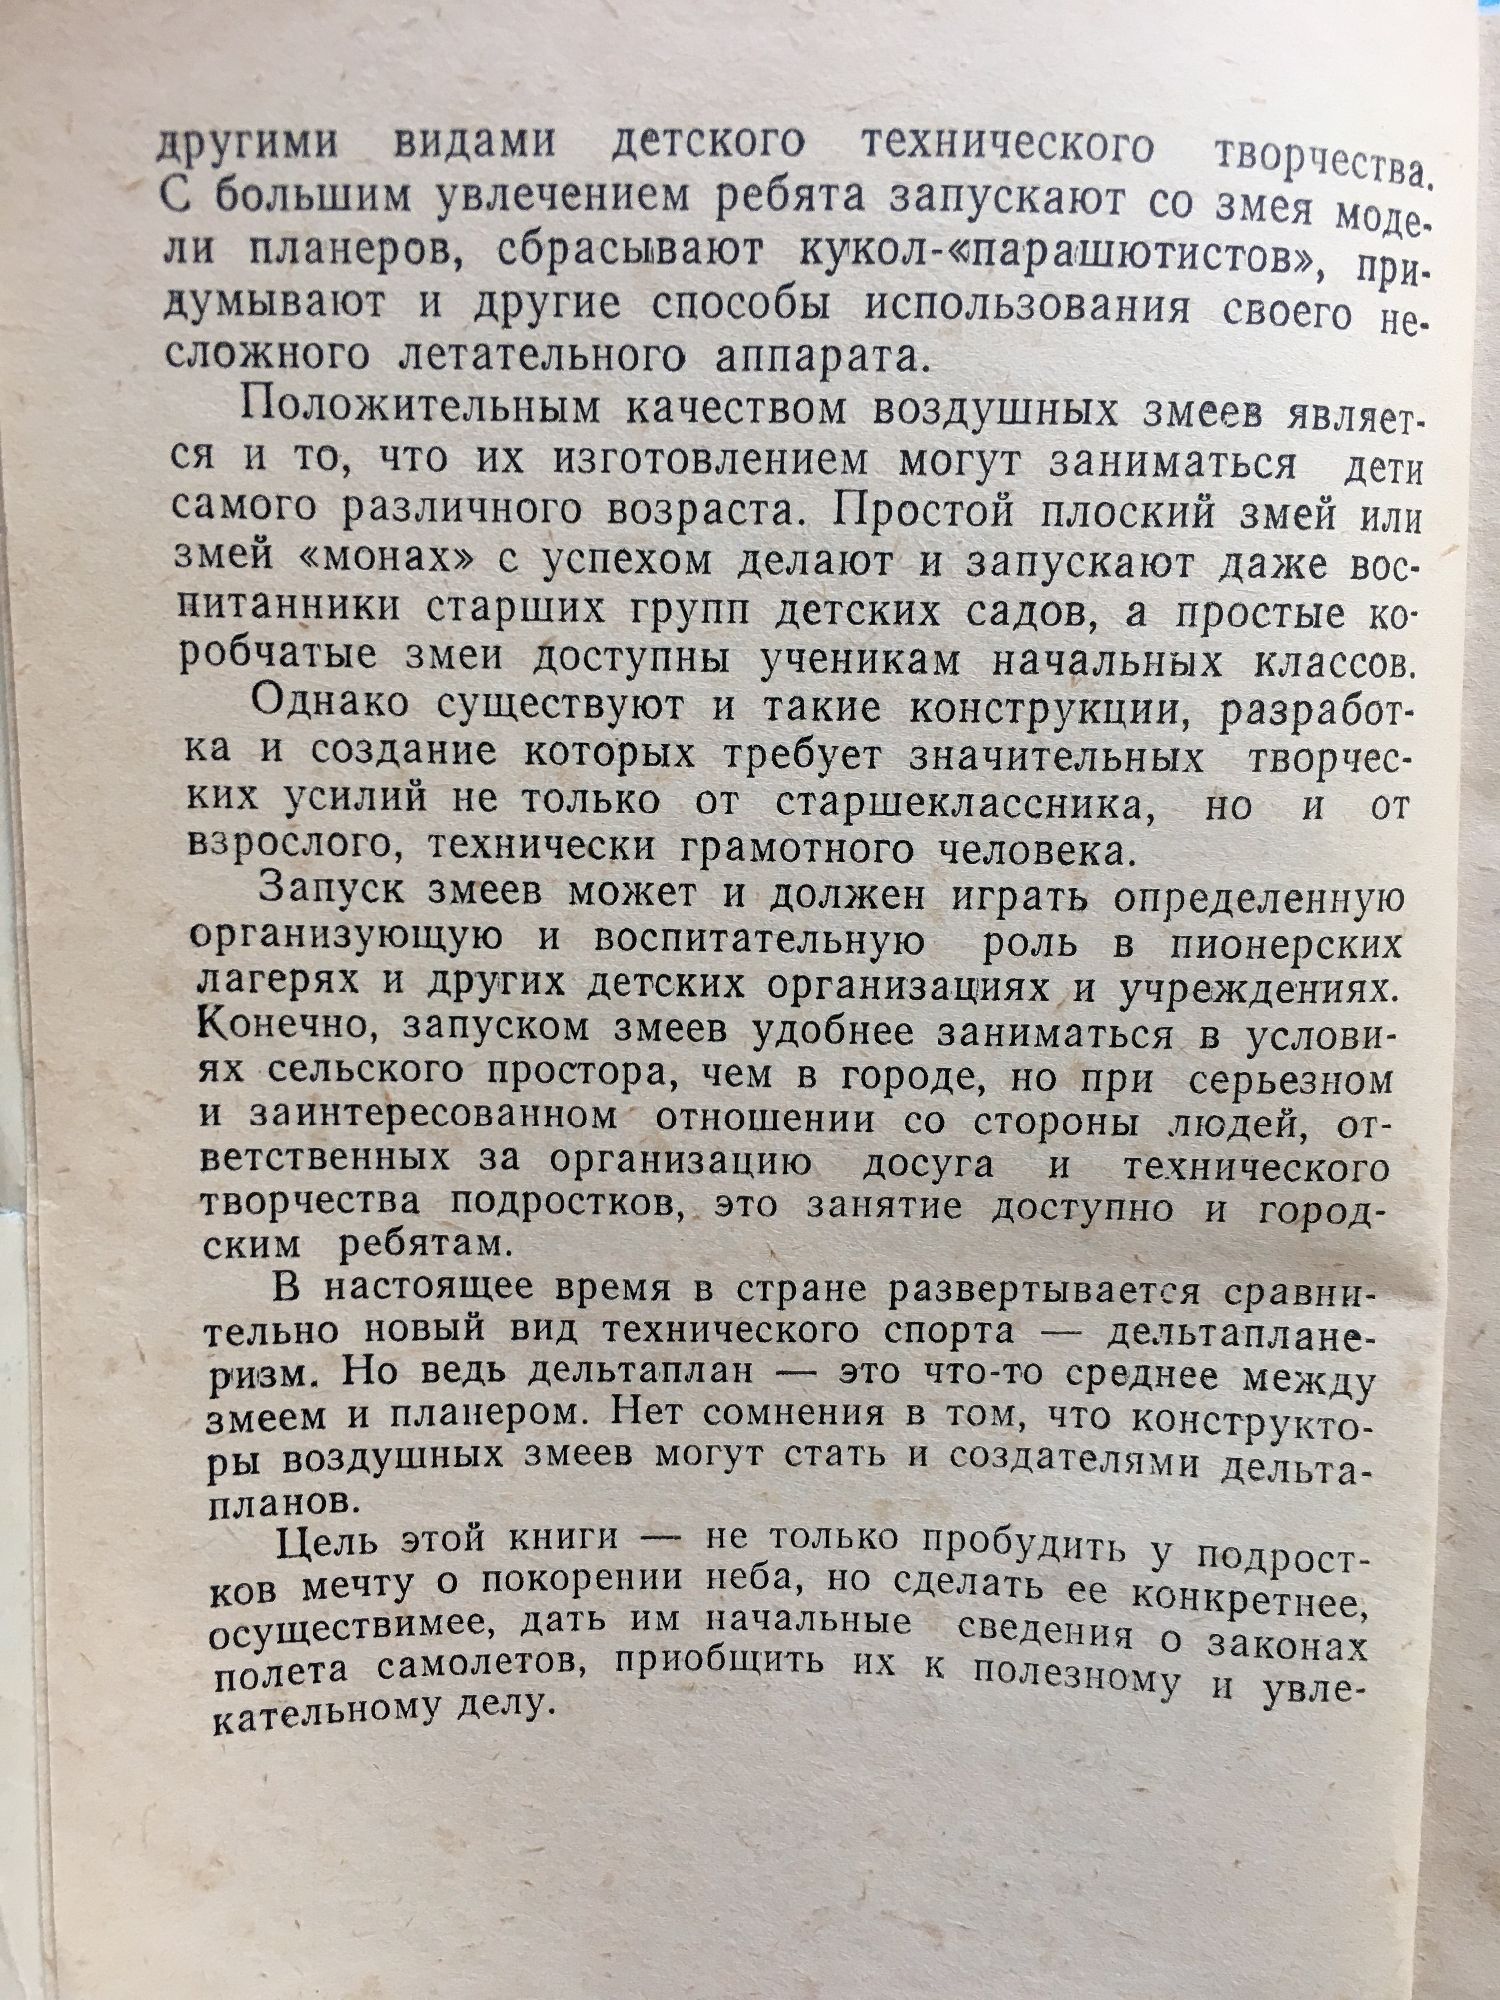 другими видами детского технического творчества.
С большим увлечением ребята запускают со змея моде-
ли планеров, сбрасывают кукол-«парашютистов», при-
думывают и другие способы использования своего не-
сложного летательного аппарата.
Положительным качеством воздушных змеев являет-
ся и то, что их изготовлением могут заниматься дети
самого различного возраста. Простой плоский змей или
змей «монах» с успехом делают и запускают даже вос-
питанники старших групп детских садов, а простые ко-
робчатые змеи доступны ученикам начальных классов.
Однако существуют и такие конструкции, разработ-
ка и создание которых требует значительных творчес-
ких усилий не только от старшеклассника, но и от
взрослого, технически грамотного человека.
Запуск змеев может и должен играть определенную
организующую и воспитательную роль в пионерских
лагерях и других детских организациях и учреждениях.
Конечно, запуском змеев удобнее заниматься в услови-
ях сельского простора, чем в городе, но при серьезном
и заинтересованном отношении со стороны людей, от-
ветственных за организацию досуга и технического
творчества подростков, это занятие доступно и город-
ским ребятам.
В настоящее время в стране развертывается сравни-
тельно новый вид технического спорта — дельтаплане-
ризм. Но ведь дельтаплан — это что-то среднее между
змеем и планером. Нет сомнения в том, что конструкто-
ры воздушных змеев могут стать и создателями дельта-
планов.
Цель этой книги — не только пробудить у подрост-
ков мечту о покорении неба, но сделать ее конкретнее,
осуществимее, дать им начальные сведения о законах
полета самолетов, приобщить их к полезному и увле-
кательному делу.